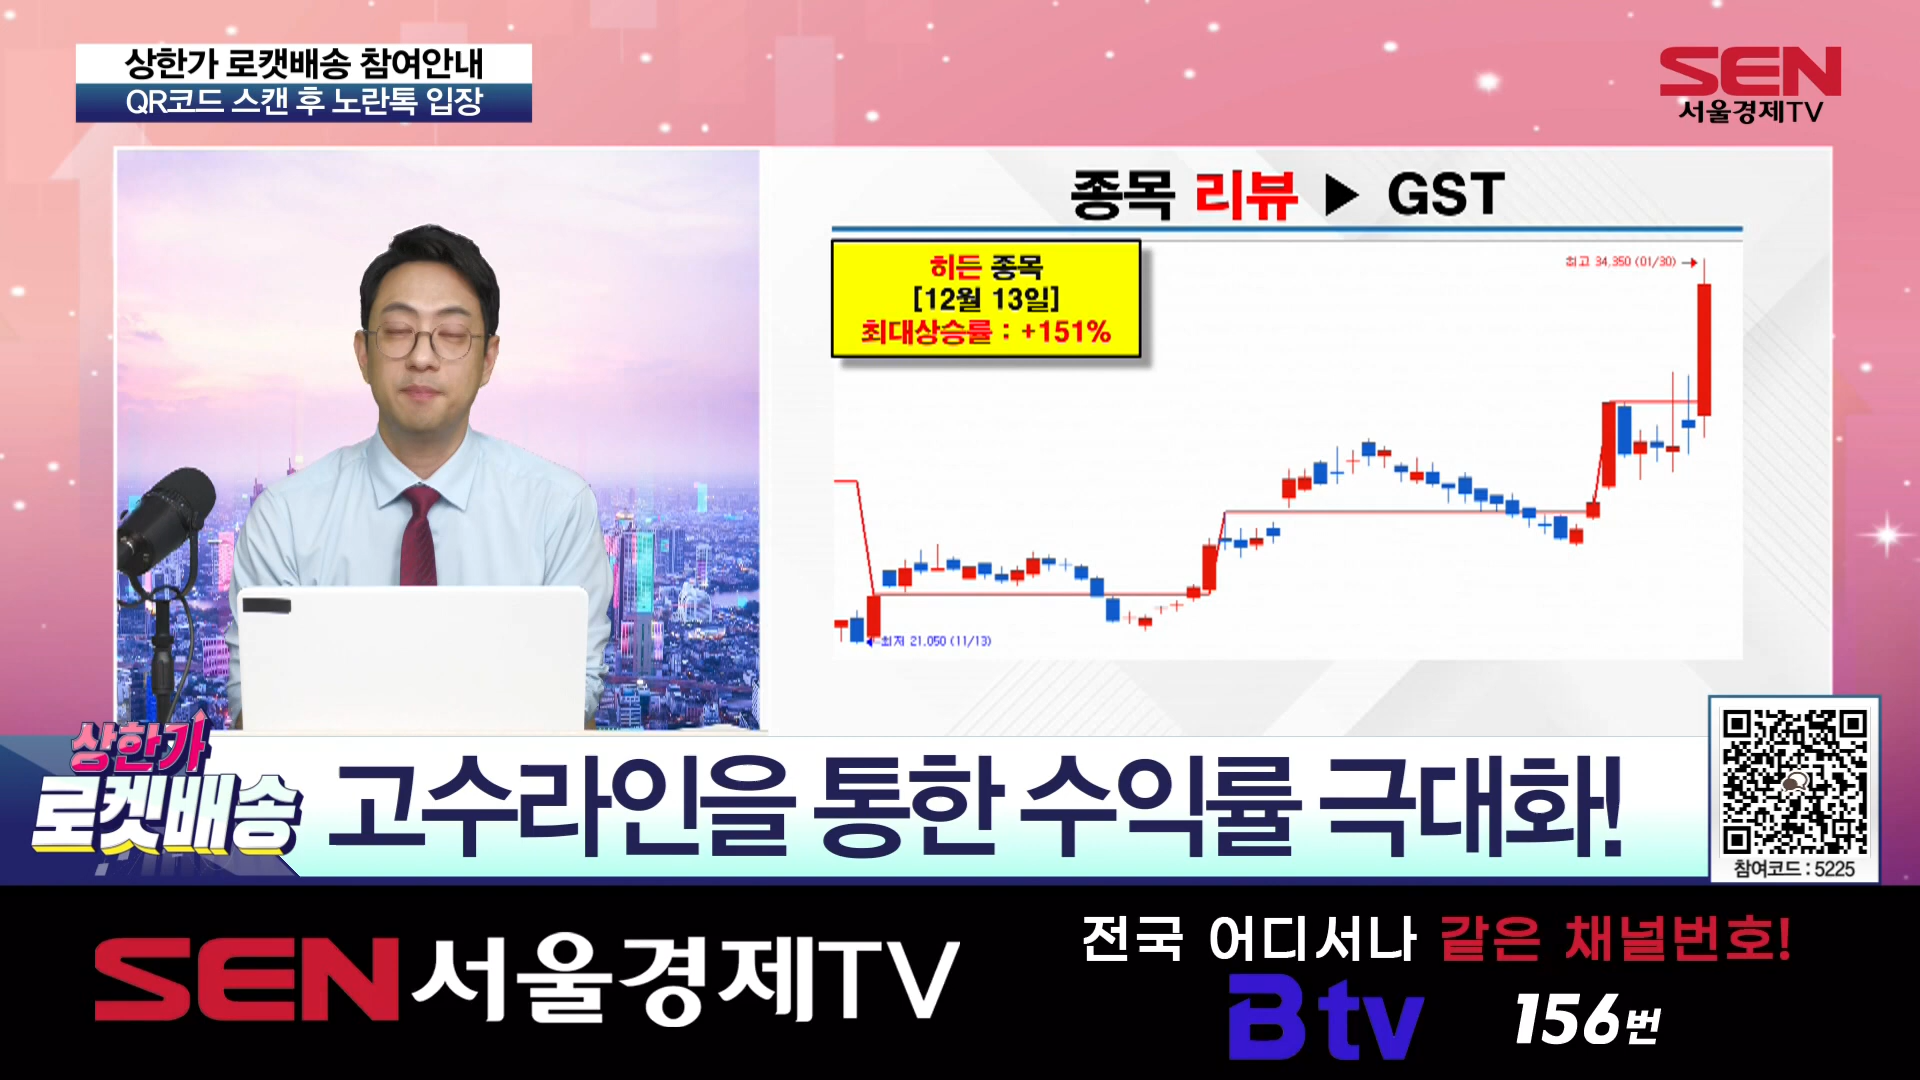 상한가 로캣배송 참여안내
QR코드 스캔 후 노란톡 입장
SEN
서울경제TV
종목 리뷰 ▶ GST
히든 종목
[12월 13일]
최대상승률 : +151%
최고 34,350 (01/30)
최저 21,050 (11/13)
상한가
로켓배송
고수라인을 통한 수익률 극대화!
참여코드 : 5225
SEN서울경제TV
전국 어디서나 같은 채널번호!
B tv
156번